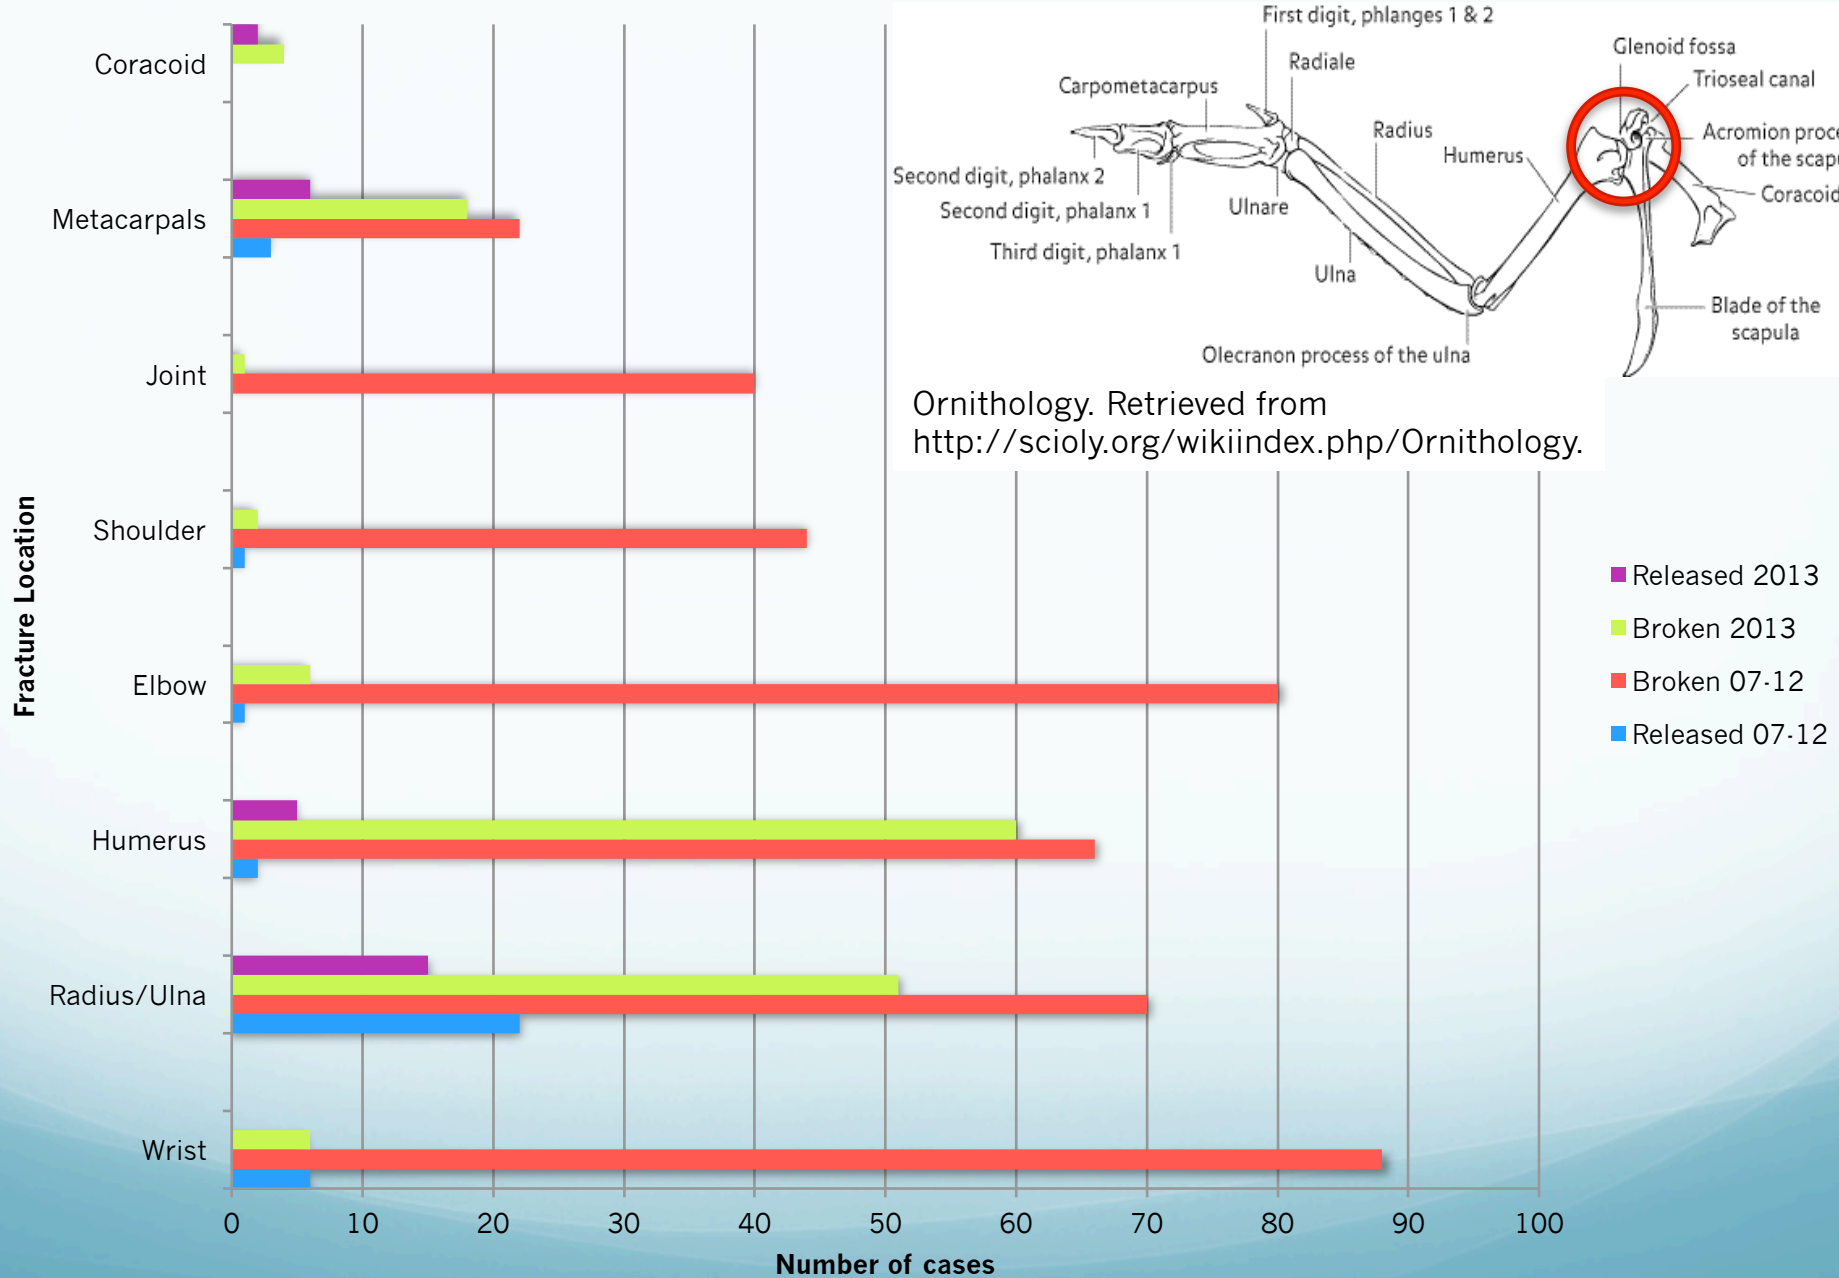 First digit, phlanges 1 & 2
Glenoid fossa
Radiale
Trioseal canal
Carpometacarpus
Radius
Acromion proce
of the scapu
Humerus
Second digit, phalanx 2
Coracoid
Second digit, phalanx 1
Ulnare
Third digit, phalanx 1
Ulna
Blade of the
scapula
Olecranon process of the ulna
Ornithology. Retrieved from
http://scioly.org/wikiindex.php/Ornithology.
Fracture Location
Coracoid
Metacarpals
Joint
Shoulder
Elbow
Humerus
Radius/Ulna
Wrist
0 10 20 30 40 50 60 70 80 90 100
Number of cases
Released 2013
Broken 2013
Broken 07-12
Released 07-12